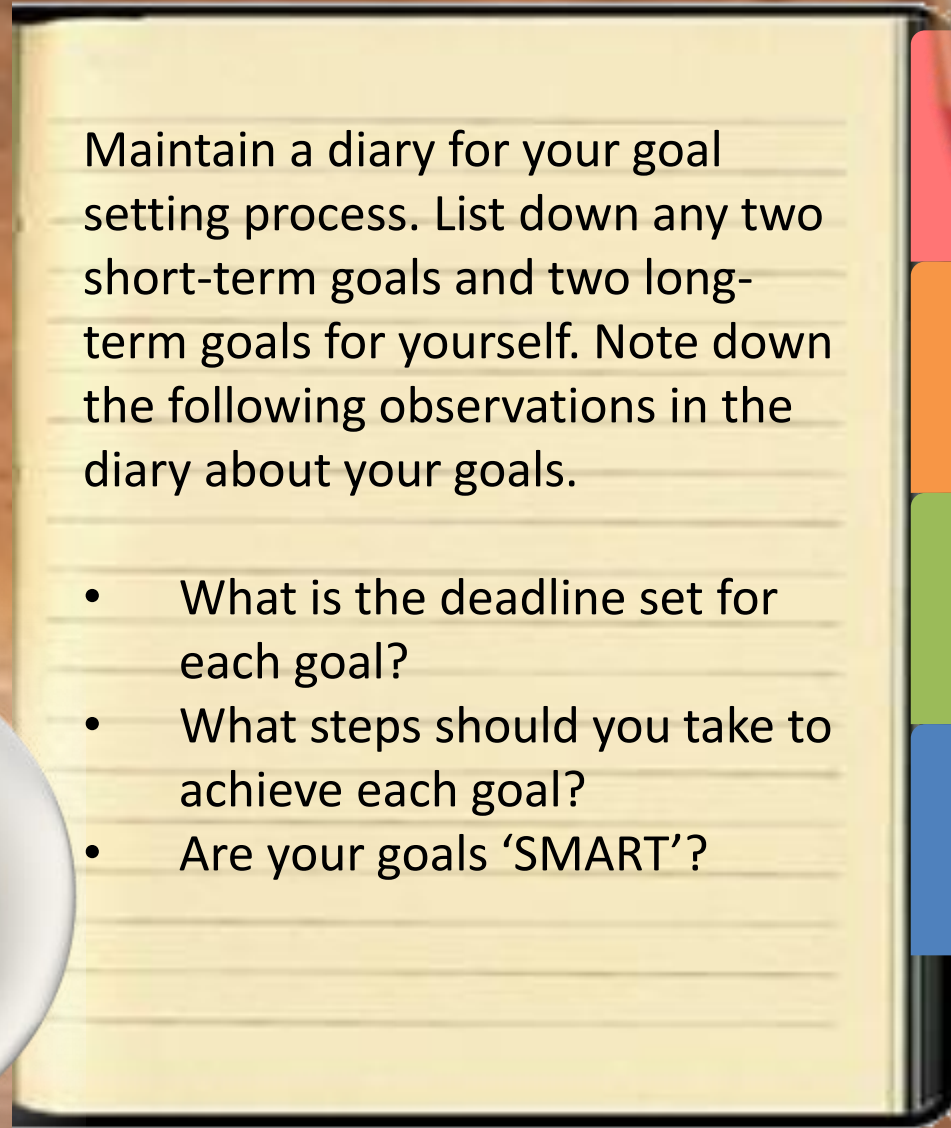 Maintain a diary for your goal
setting process. List down any two
short-term goals and two long-
term goals for yourself. Note down
the following observations in the
diary about your goals.
• What is the deadline set for
each goal?
• What steps should you take to
achieve each goal?
• Are your goals ‘SMART’?